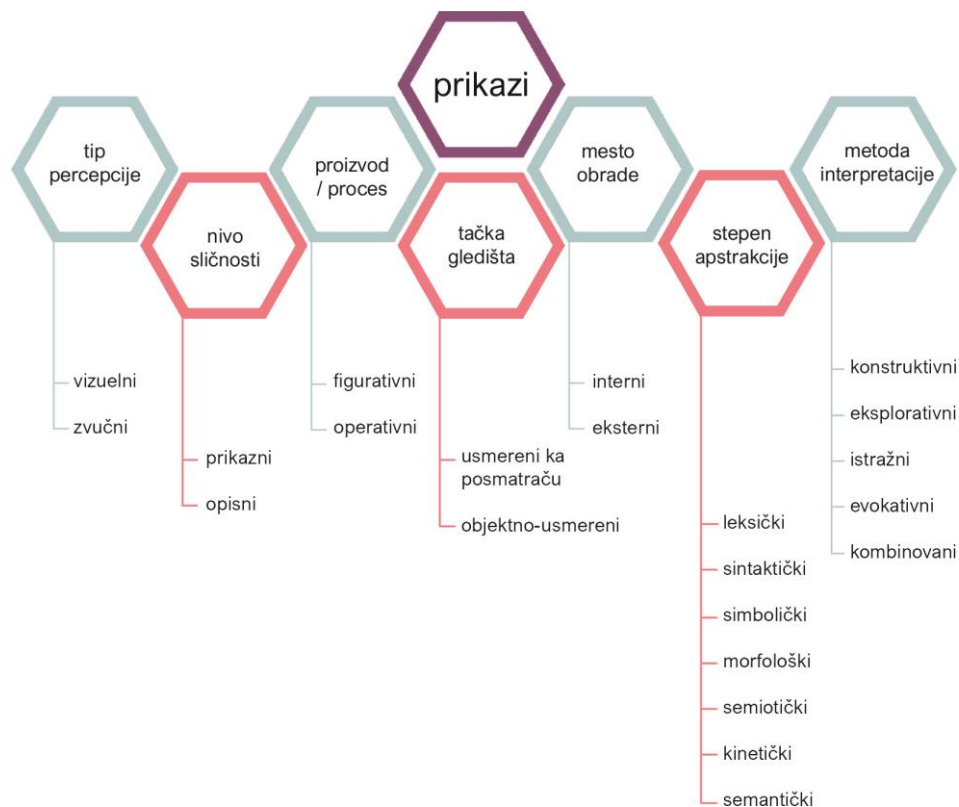 prikazi
tip
percepcije
vizuelni
zvučni
nivo
sličnosti
prikazni
opisni
proizvod
/ proces
figurativni
operativni
tačka
gledišta
usmereni ka
posmatraču
objektno-usmereni
mesto
obrade
interni
eksterni
stepen
apstrakcije
leksički
sintaktički
simbolički
morfološki
semiotički
kinetički
semantički
metoda
interpretacije
konstruktivni
eksplorativni
istražni
evokativni
kombinovani